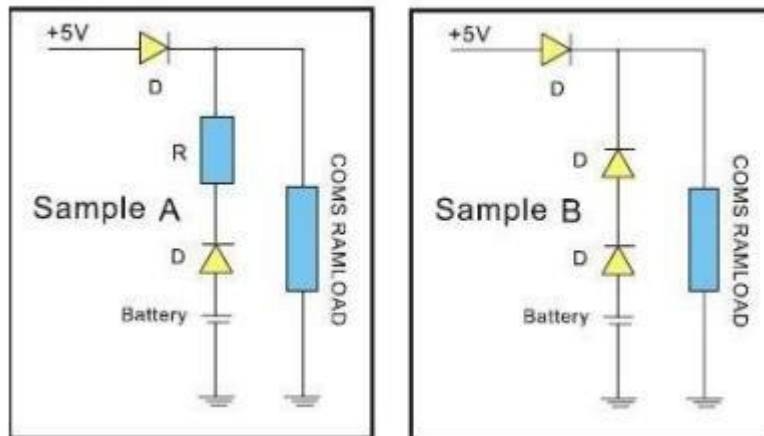 +5V
D
R
Sample A
D
Battery
COMS RAMLOAD
+5V
D
D
Sample B
D
Battery
COMS RAMLOAD